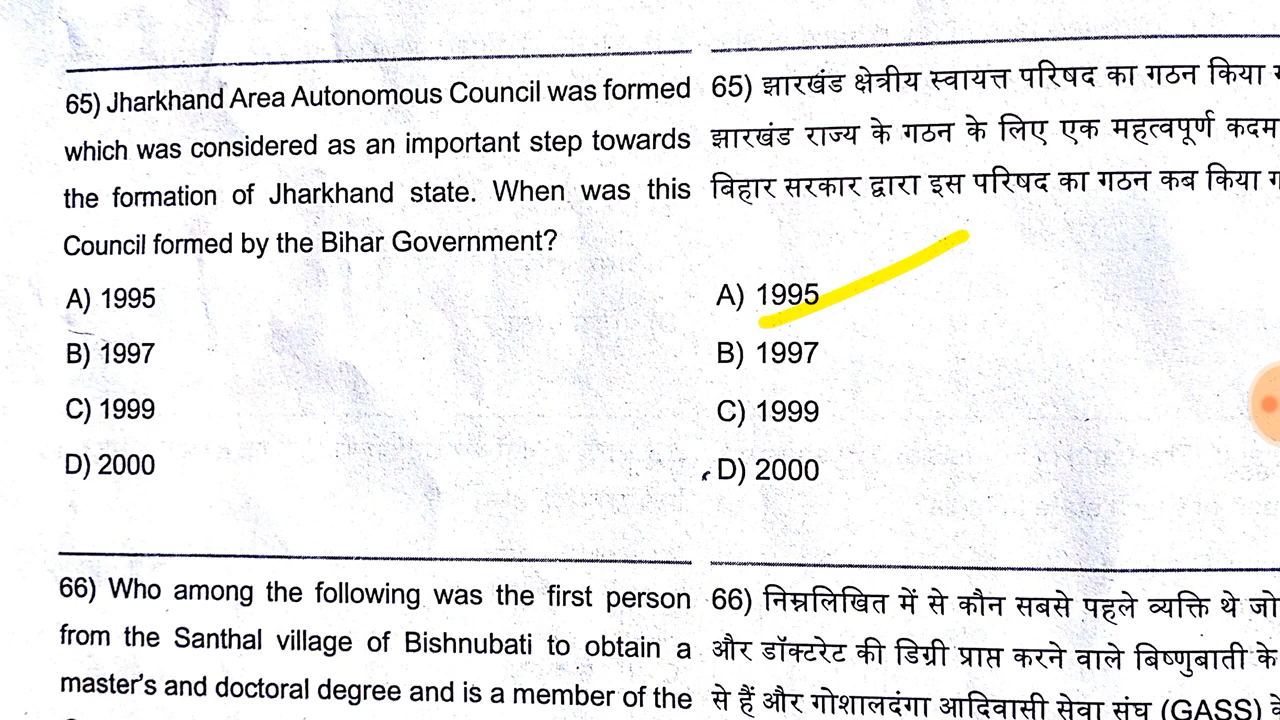 65) Jharkhand Area Autonomous Council was formed
which was considered as an important step towards
the formation of Jharkhand state. When was this
Council formed by the Bihar Government?
A) 1995
B) 1997
C) 1999
D) 2000
66) Who among the following was the first person
from the Santhal village of Bishnubati to obtain a
master's and doctoral degree and is a member of the
65) झारखंड क्षेत्रीय स्वायत्त परिषद का गठन किया
झारखंड राज्य के गठन के लिए एक महत्वपूर्ण कदम
बिहार सरकार द्वारा इस परिषद का गठन कब किया
A) 1995
B) 1997
C) 1999
D) 2000
66) निम्नलिखित में से कौन सबसे पहले व्यक्ति थे जो
और डॉक्टरेट की डिग्री प्राप्त करने वाले बिष्णुबाती के
से हैं और गोशालदंगा आदिवासी सेवा संघ (GASS)